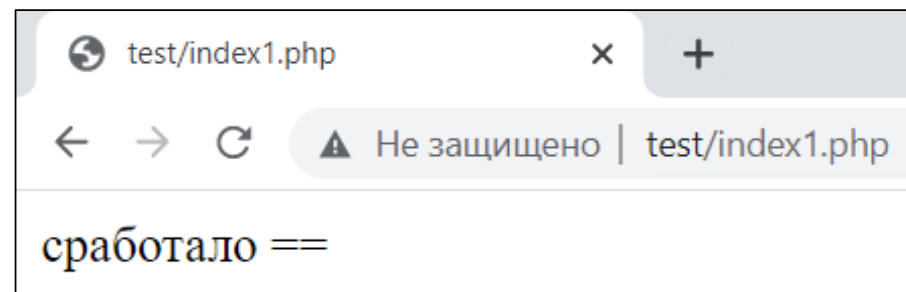 test/index1.php
Не защищено | test/index1.php
сработало ==